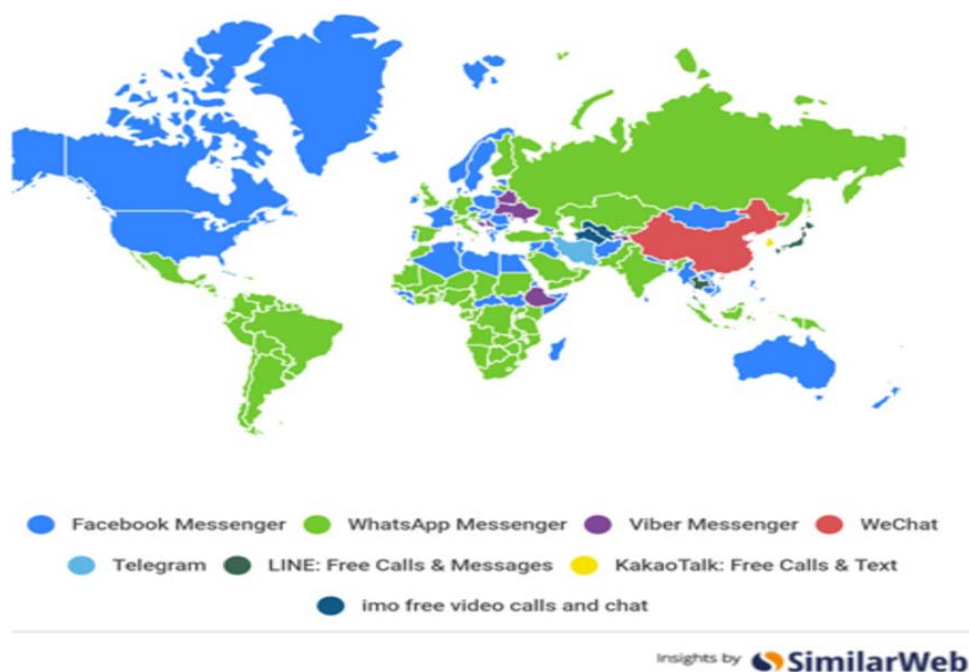 Facebook Messenger WhatsApp Messenger Viber Messenger WeChat
Telegram LINE: Free Calls & Messages KakaoTalk: Free Calls & Text
imo free video calls and chat
Insights by SimilarWeb